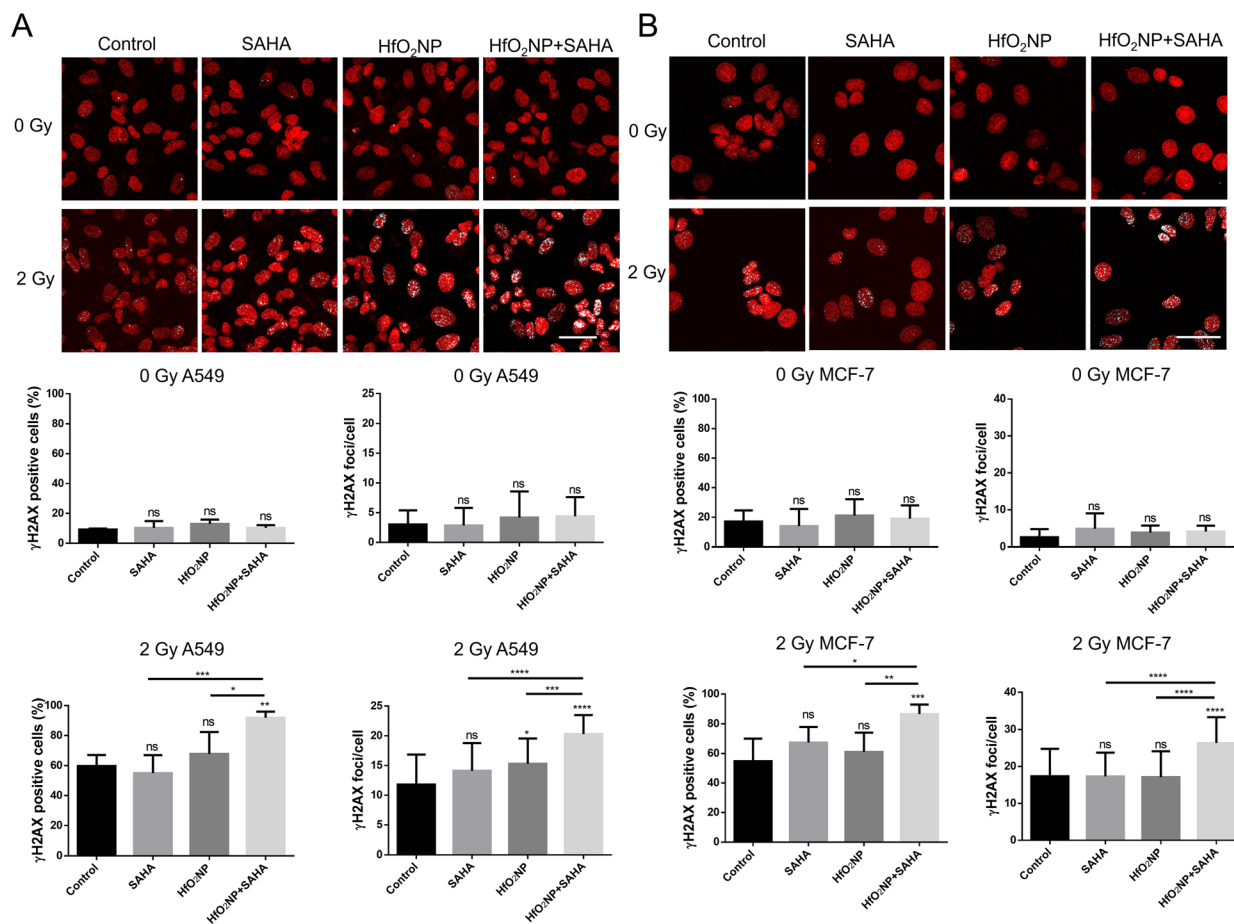 A
Control
SAHA
HfO₂NP
HfO₂NP+SAHA
0 Gy
2 Gy
0 Gy A549
γH2AX positive cells (%)
100
80
60
40
20
0
ns
ns
ns
Control
SAHA
HfO₂NP
HfO₂NP+SAHA
0 Gy A549
γH2AX foci/cell
25
20
15
10
5
0
ns
ns
ns
Control
SAHA
HfO₂NP
HfO₂NP+SAHA
2 Gy A549
γH2AX positive cells (%)
100
80
60
40
20
0
***
*
ns
ns
**
Control
SAHA
HfO₂NP
HfO₂NP+SAHA
2 Gy A549
γH2AX foci/cell
25
20
15
10
5
0
****
***
ns
*
****
Control
SAHA
HfO₂NP
HfO₂NP+SAHA
B
Control
SAHA
HfO₂NP
HfO₂NP+SAHA
0 Gy
2 Gy
0 Gy MCF-7
γH2AX positive cells (%)
100
80
60
40
20
0
ns
ns
ns
Control
SAHA
HfO₂NP
HfO₂NP+SAHA
0 Gy MCF-7
γH2AX foci/cell
40
30
20
10
0
ns
ns
ns
Control
SAHA
HfO₂NP
HfO₂NP+SAHA
2 Gy MCF-7
γH2AX positive cells (%)
100
80
60
40
20
0
*
**
ns
ns
***
Control
SAHA
HfO₂NP
HfO₂NP+SAHA
2 Gy MCF-7
γH2AX foci/cell
40
30
20
10
0
****
****
ns
ns
****
Control
SAHA
HfO₂NP
HfO₂NP+SAHA